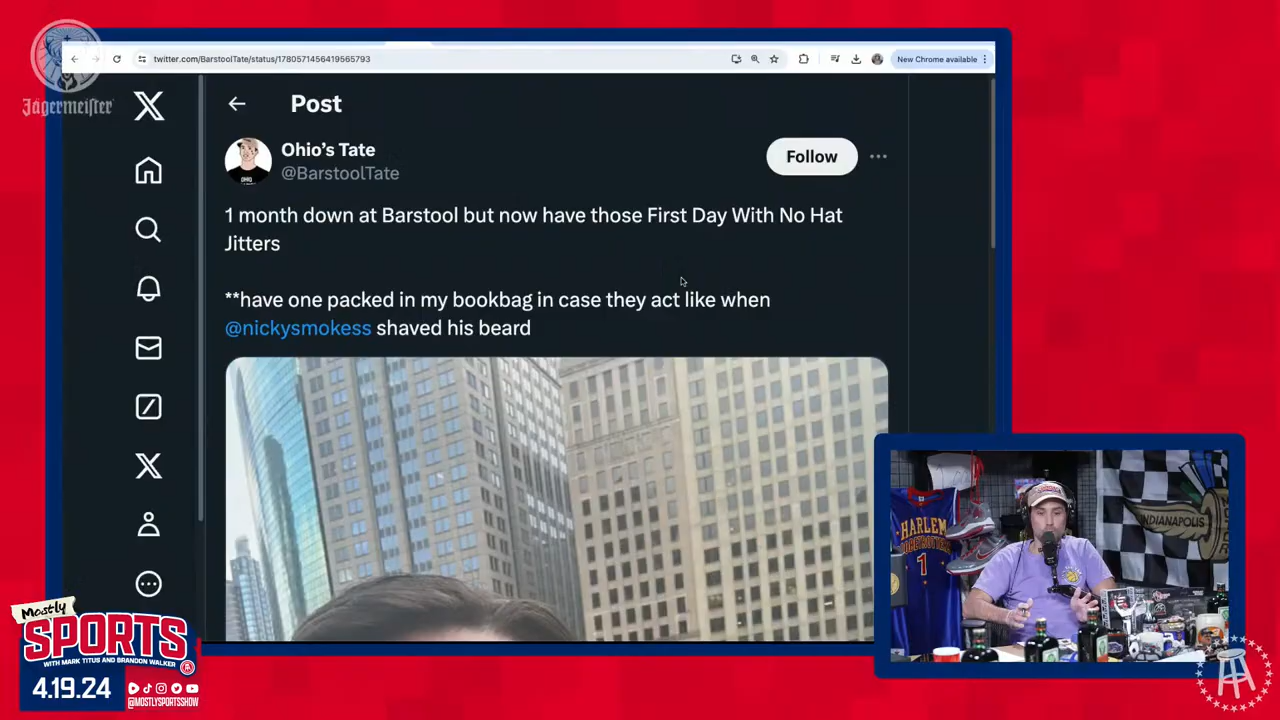 Jägermeister
twitter.com/BarstoolTate/status/1780571456419565793
New Chrome available
Post
Ohio's Tate
@BarstoolTate
Follow
1 month down at Barstool but now have those First Day With No Hat
Jitters
**have one packed in my bookbag in case they act like when
@nickysmokess shaved his beard
HARLEM
GLOBETROTTERS
1
INDIANAPOLIS
Mostly
SPORTS
WITH MARK TITUS AND BRANDON WALKER
4.19.24
@MOSTLYSPORTSSHOW